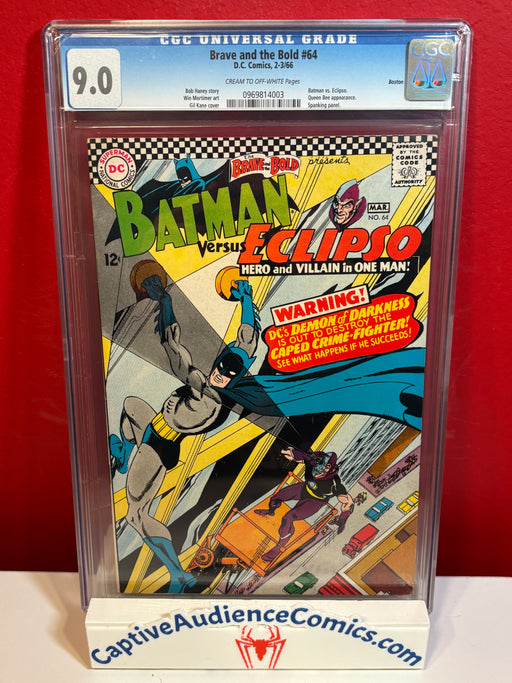 CGC UNIVERSAL GRADE
9.0
Brave and the Bold #64
D.C. Comics, 2-3/66
CREAM TO OFF-WHITE Pages
Boston
Bob Haney story
Win Mortimer art
Gil Kane cover
0969814003
Batman vs. Eclipso.
Queen Bee appearance.
Spanking panel.
CGC
SUPERMAN
DC
NATIONAL COMICS
The BRAVE and the BOLD presents
APPROVED
BY THE
COMICS
CODE
AUTHORITY
BATMAN
Versus
ECLIPSO
MAR.
NO. 64
12¢
HERO and VILLAIN in ONE MAN!
WARNING!
DC'S DEMON of DARKNESS
IS OUT TO DESTROY THE
CAPED CRIME-FIGHTER!
SEE WHAT HAPPENS IF HE SUCCEEDS!
CaptiveAudienceComics.com